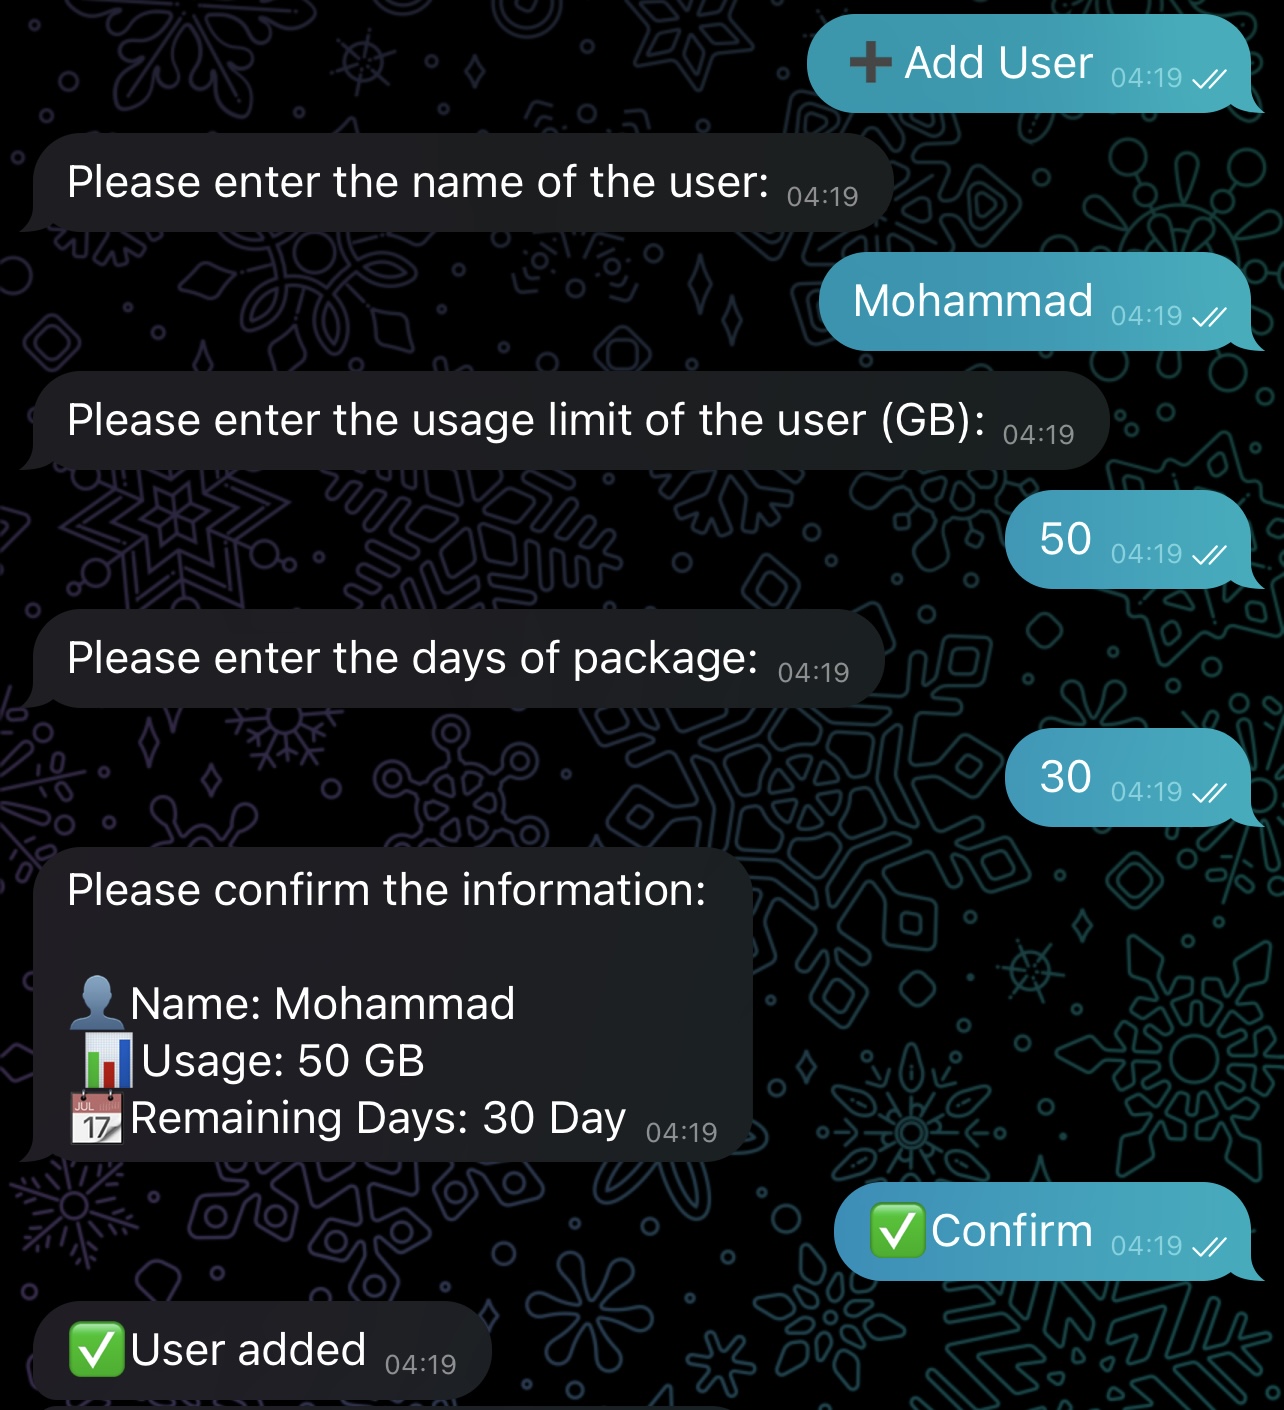 ➕ Add User 04:19
Please enter the name of the user: 04:19
Mohammad 04:19
Please enter the usage limit of the user (GB): 04:19
50 04:19
Please enter the days of package: 04:19
30 04:19
Please confirm the information:
👤Name: Mohammad
📊Usage: 50 GB
📆Remaining Days: 30 Day 04:19
✅Confirm 04:19
✅User added 04:19